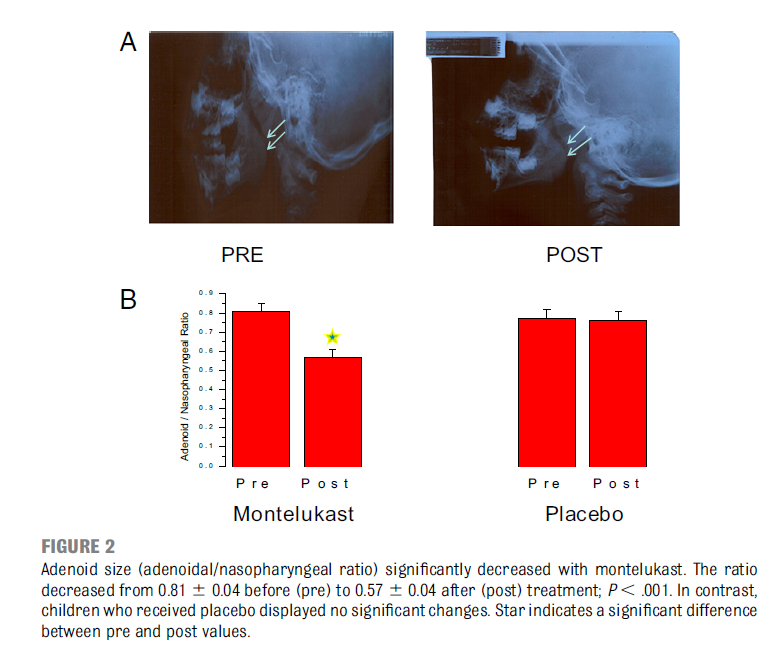 A
PRE
POST
B
Adenoid / Nasopharyngeal Ratio
0.9
0.8
0.7
0.6
0.5
0.4
0.3
0.2
0.1
0.0
Pre Post Pre Post
Montelukast Placebo
FIGURE 2
Adenoid size (adenoidal/nasopharyngeal ratio) significantly decreased with montelukast. The ratio
decreased from 0.81 ± 0.04 before (pre) to 0.57 ± 0.04 after (post) treatment; P < .001. In contrast,
children who received placebo displayed no significant changes. Star indicates a significant difference
between pre and post values.